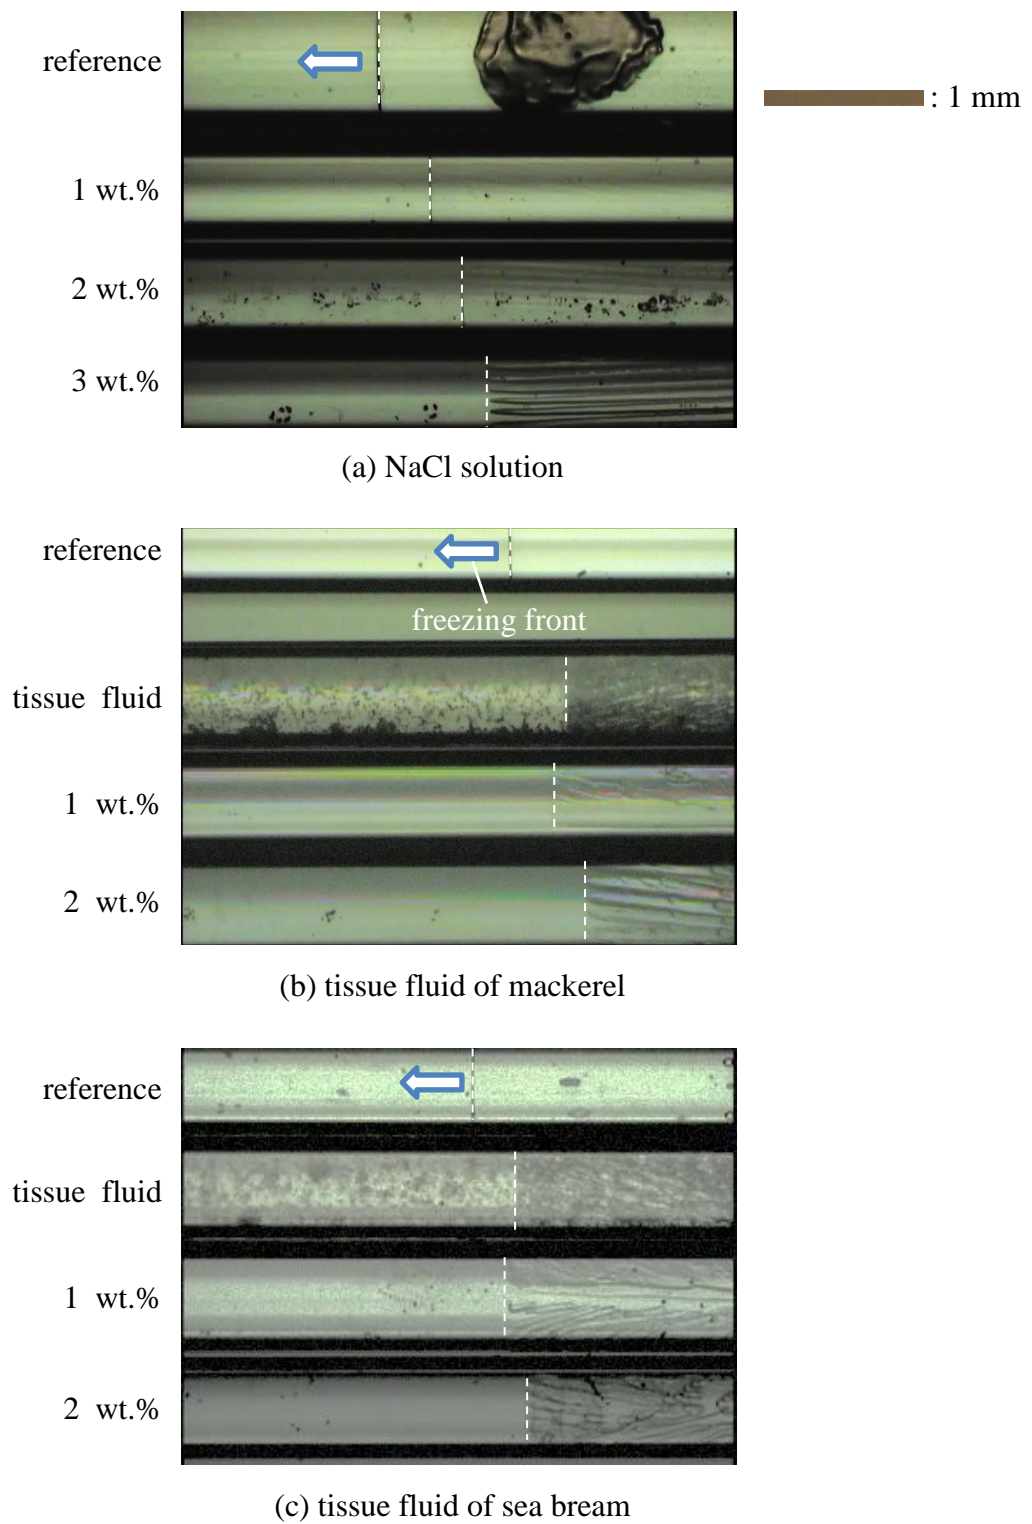 reference
: 1 mm
1 wt.%
2 wt.%
3 wt.%
(a) NaCl solution
reference
freezing front
tissue fluid
1 wt.%
2 wt.%
(b) tissue fluid of mackerel
reference
tissue fluid
1 wt.%
2 wt.%
(c) tissue fluid of sea bream